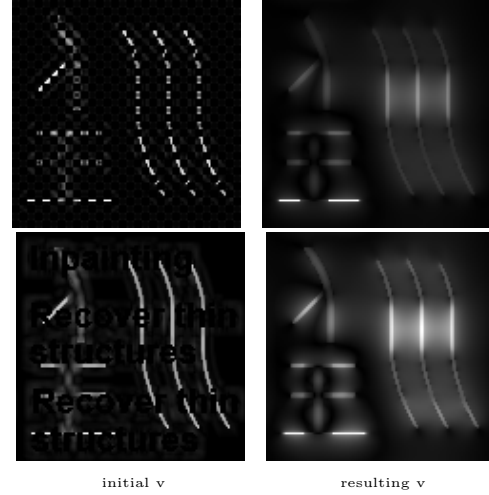 Inpainting
Recover thin
structures
Recover thin
structures
initial v
resulting v